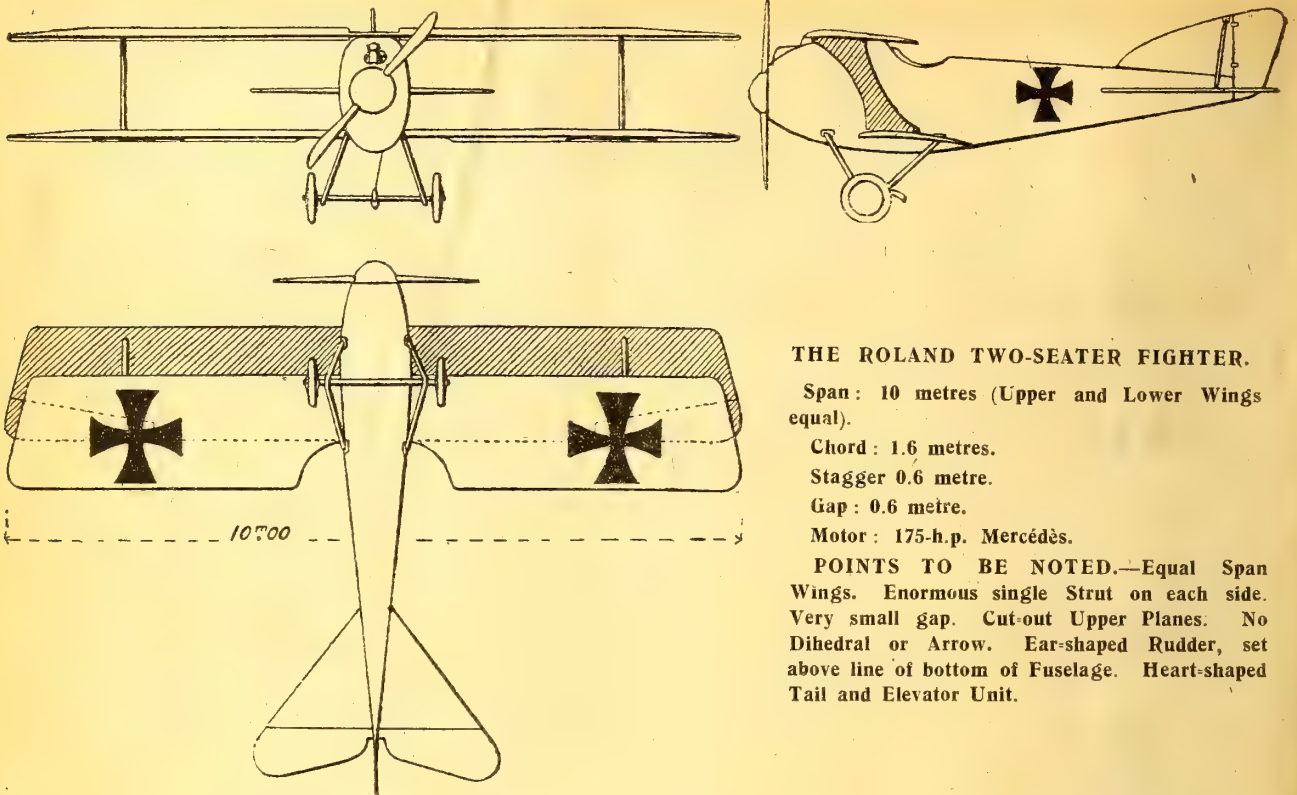 THE ROLAND TWO-SEATER FIGHTER.
Span : 10 metres (Upper and Lower Wings
equal).
Chord : 1.6 metres.
Stagger 0.6 metre.
Gap : 0.6 metre.
Motor : 175-h.p. Mercédès.
POINTS TO BE NOTED.—Equal Span
Wings. Enormous single Strut on each side.
Very small gap. Cut-out Upper Planes. No
Dihedral or Arrow. Ear-shaped Rudder, set
above line of bottom of Fuselage. Heart-shaped
Tail and Elevator Unit.
10ᵐ00